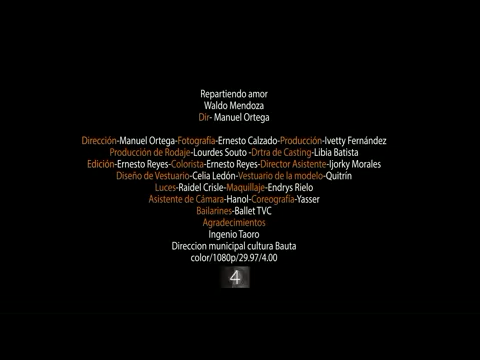 Repartiendo amor
Waldo Mendoza
Dir- Manuel Ortega
Dirección-Manuel Ortega-Fotografía-Ernesto Calzado-Producción-Ivetty Fernández
Producción de Rodaje-Lourdes Souto -Drtra de Casting-Libia Batista
Edición-Ernesto Reyes-Colorista-Ernesto Reyes-Director Asistente-Ijorky Morales
Diseño de Vestuario-Celia Ledón-Vestuario de la modelo-Quitrín
Luces-Raidel Crisle-Maquillaje-Endrys Rielo
Asistente de Cámara-Hanol-Coreografía-Yasser
Bailarines-Ballet TVC
Agradecimientos
Ingenio Taoro
Direccion municipal cultura Bauta
color/1080p/29.97/4.00
4